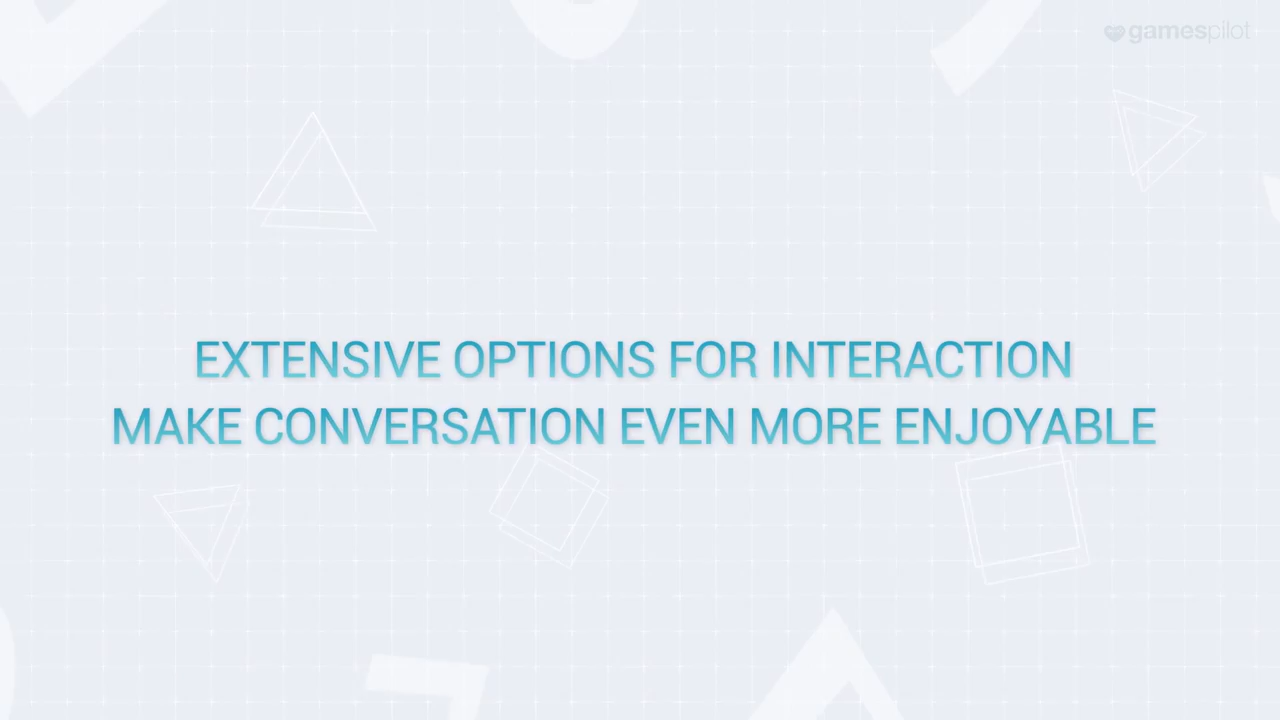 gamespilot
EXTENSIVE OPTIONS FOR INTERACTION
MAKE CONVERSATION EVEN MORE ENJOYABLE